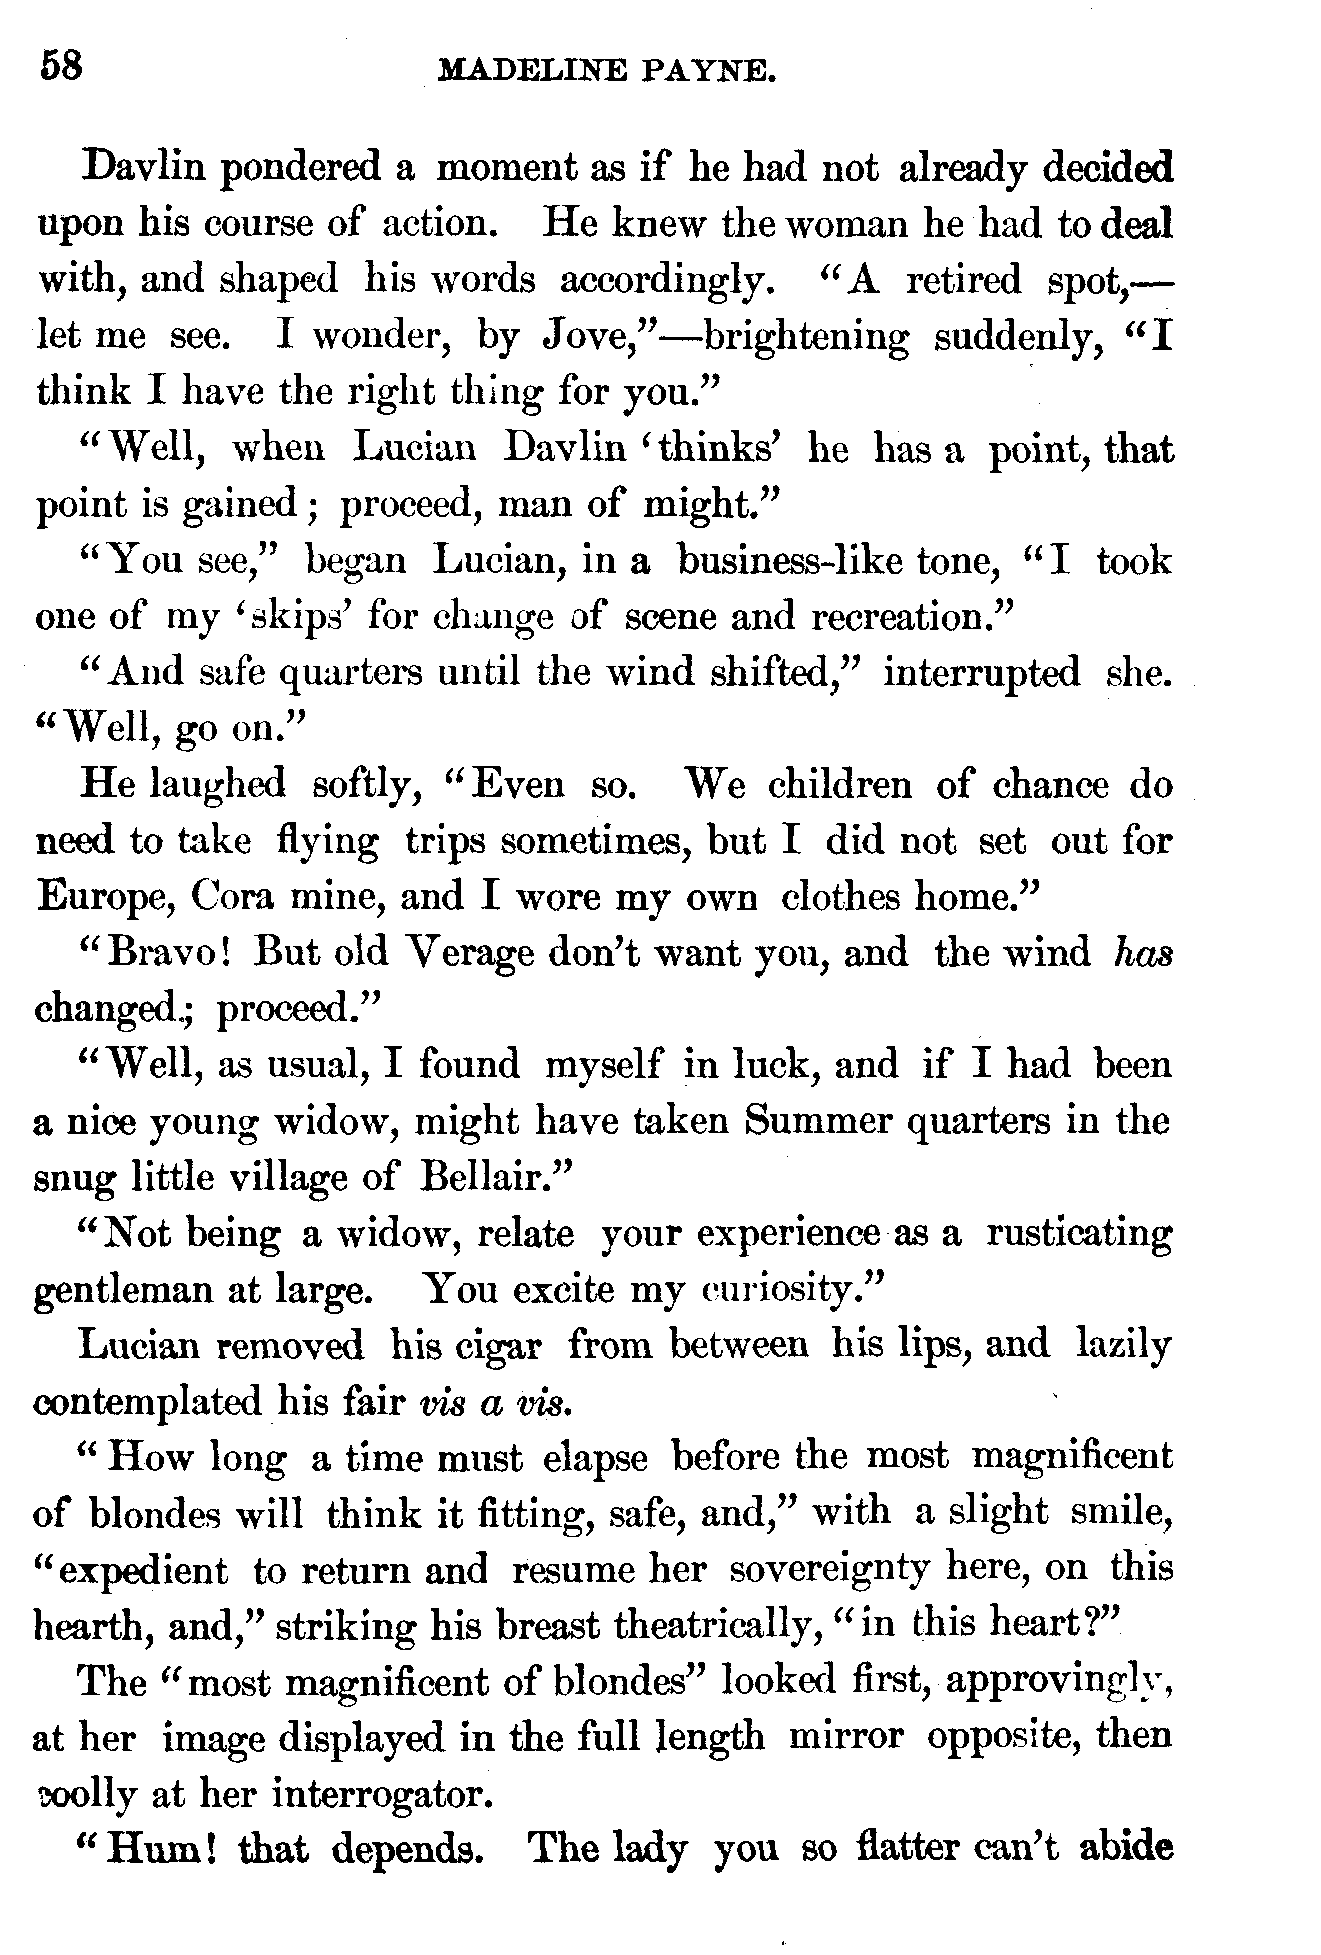 58 MADELINE PAYNE.
Davlin pondered a moment as if he had not already decided
upon his course of action. He knew the woman he had to deal
with, and shaped his words accordingly. “A retired spot,—
let me see. I wonder, by Jove,”—brightening suddenly, “I
think I have the right thing for you.”
“Well, when Lucian Davlin ‘thinks’ he has a point, that
point is gained; proceed, man of might.”
“You see,” began Lucian, in a business-like tone, “I took
one of my ‘skips’ for change of scene and recreation.”
“And safe quarters until the wind shifted,” interrupted she.
“Well, go on.”
He laughed softly, “Even so. We children of chance do
need to take flying trips sometimes, but I did not set out for
Europe, Cora mine, and I wore my own clothes home.”
“Bravo! But old Verage don’t want you, and the wind has
changed; proceed.”
“Well, as usual, I found myself in luck, and if I had been
a nice young widow, might have taken Summer quarters in the
snug little village of Bellair.”
“Not being a widow, relate your experience as a rusticating
gentleman at large. You excite my curiosity.”
Lucian removed his cigar from between his lips, and lazily
contemplated his fair vis a vis.
“How long a time must elapse before the most magnificent
of blondes will think it fitting, safe, and,” with a slight smile,
“expedient to return and resume her sovereignty here, on this
hearth, and,” striking his breast theatrically, “in this heart?”
The “most magnificent of blondes” looked first, approvingly,
at her image displayed in the full length mirror opposite, then
coolly at her interrogator.
“Hum! that depends. The lady you so flatter can’t abide